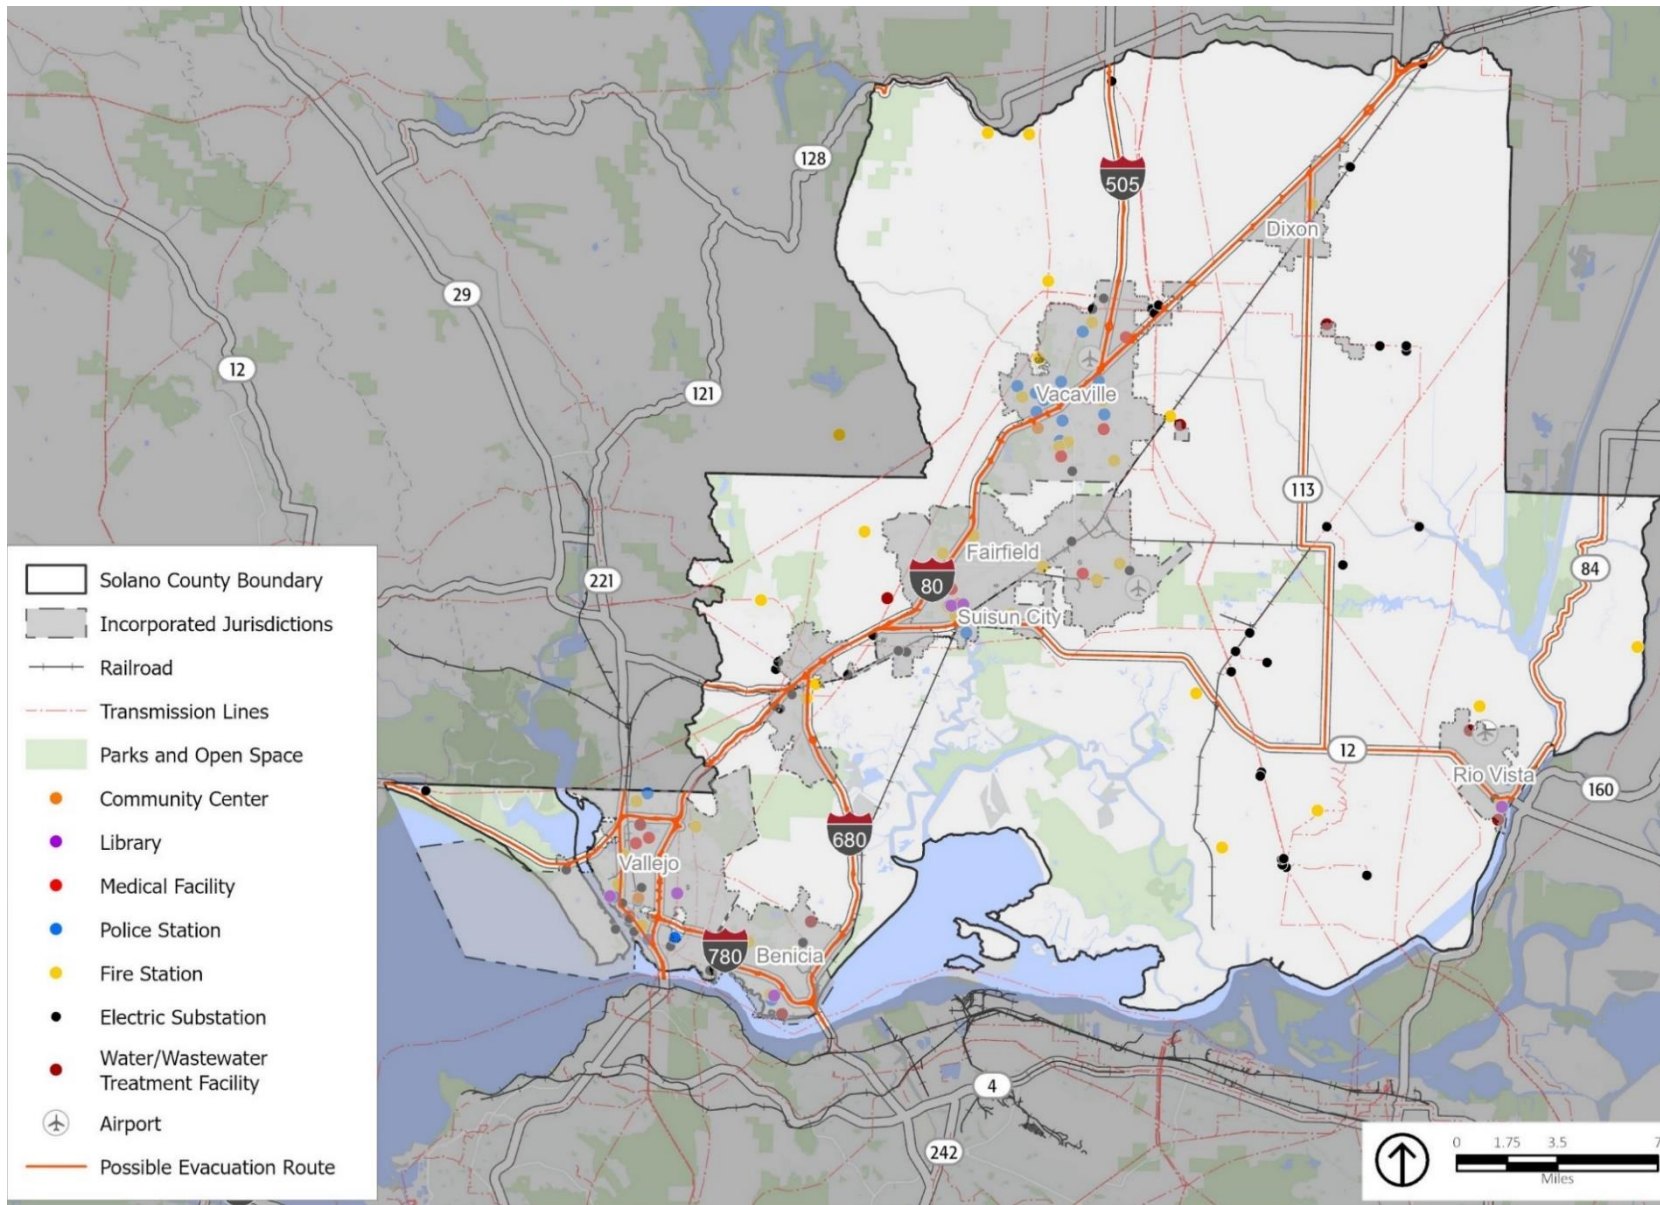 128
505
Dixon
29
12
121
Vacaville
113
Fairfield
80
84
221
Suisun City
12
Rio Vista
160
680
Vallejo
780
Benicia
4
242
Solano County Boundary
Incorporated Jurisdictions
Railroad
Transmission Lines
Parks and Open Space
Community Center
Library
Medical Facility
Police Station
Fire Station
Electric Substation
Water/Wastewater
Treatment Facility
Airport
Possible Evacuation Route
0 1.75 3.5 7
Miles